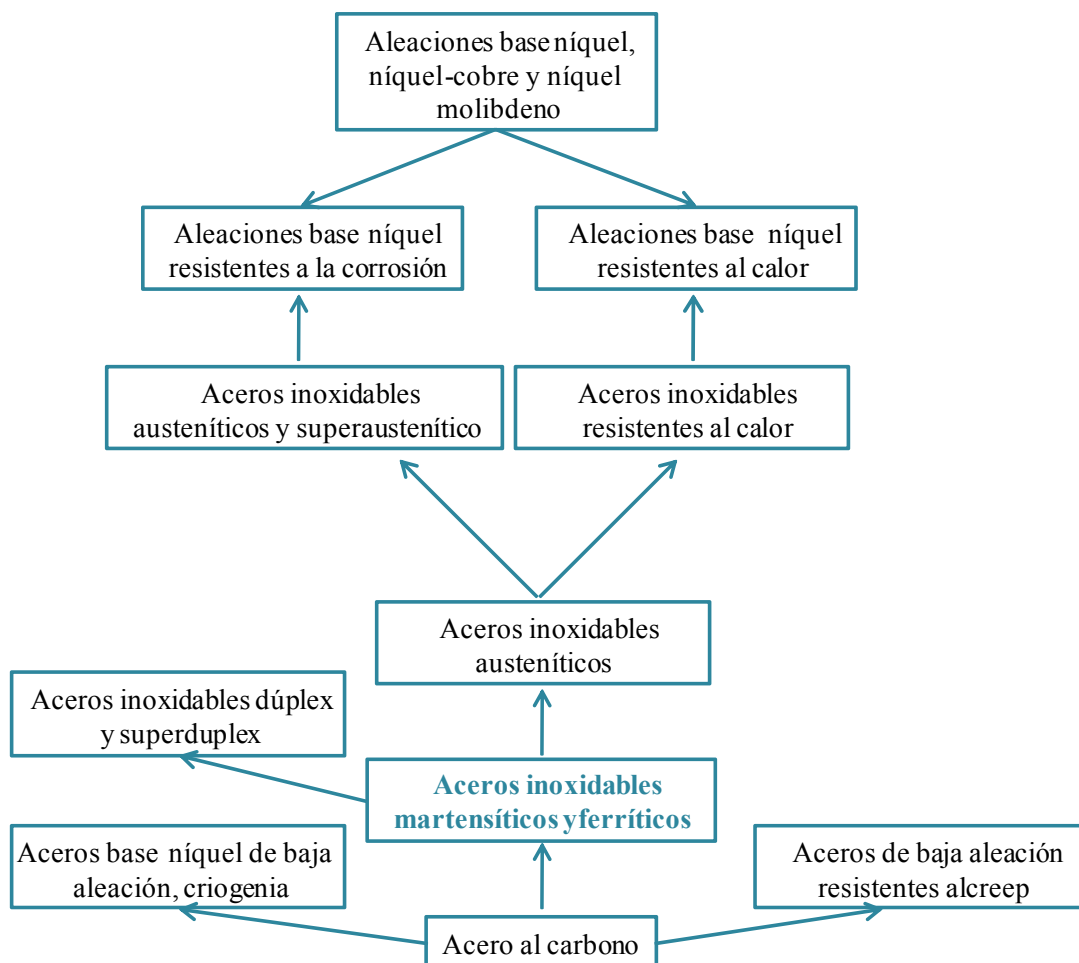 Aleaciones base níquel,
níquel-cobre y níquel
molibdeno
Aleaciones base níquel
resistentes a la corrosión
Aleaciones base níquel
resistentes al calor
Aceros inoxidables
austeníticos y superaustenítico
Aceros inoxidables
resistentes al calor
Aceros inoxidables
austeníticos
Aceros inoxidables dúplex
y superduplex
Aceros inoxidables
martensíticos yferríticos
Aceros base níquel de baja
aleación, criogenia
Aceros de baja aleación
resistentes alcreep
Acero al carbono